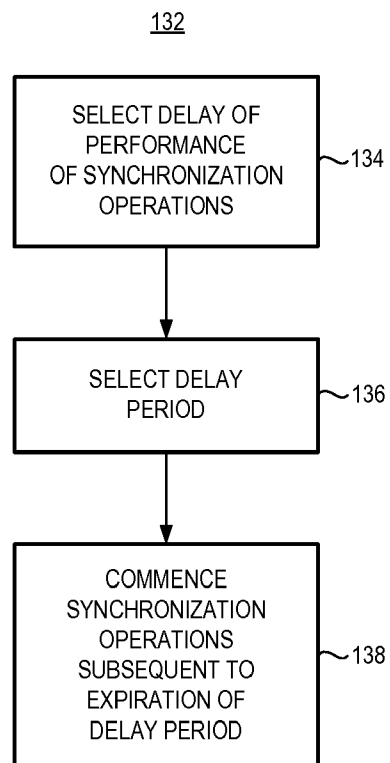 132
SELECT DELAY OF
PERFORMANCE
OF SYNCHRONIZATION
OPERATIONS
134
SELECT DELAY
PERIOD
136
COMMENCE
SYNCHRONIZATION
OPERATIONS
SUBSEQUENT TO
EXPIRATION OF
DELAY PERIOD
138